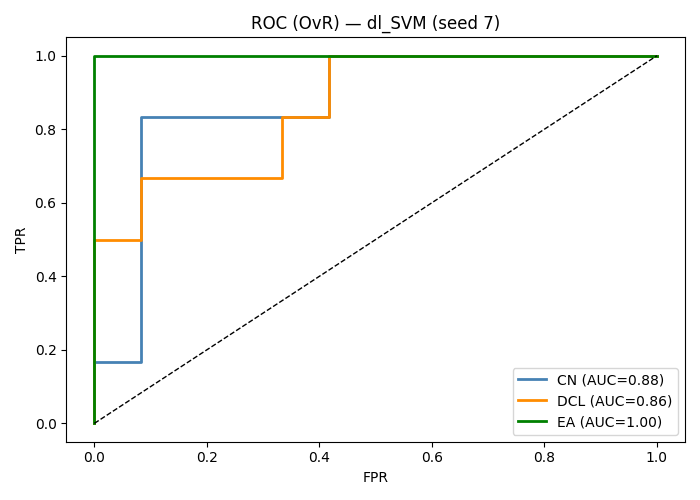 ROC (OvR) — dl_SVM (seed 7)
TPR
1.0
0.8
0.6
0.4
0.2
0.0
0.0 0.2 0.4 0.6 0.8 1.0
FPR
CN (AUC=0.88)
DCL (AUC=0.86)
EA (AUC=1.00)